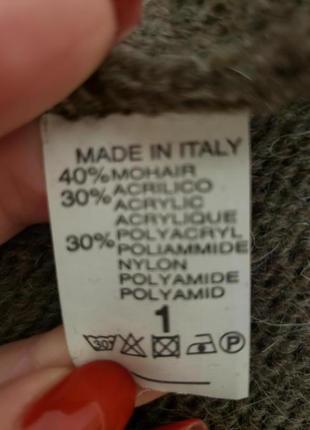 MADE IN ITALY
40% MOHAIR
30% ACRILICO
ACRYLIC
ACRYLIQUE
POLYACRYL
30% POLIAMMIDE
NYLON
POLYAMIDE
POLYAMID
1
30 P